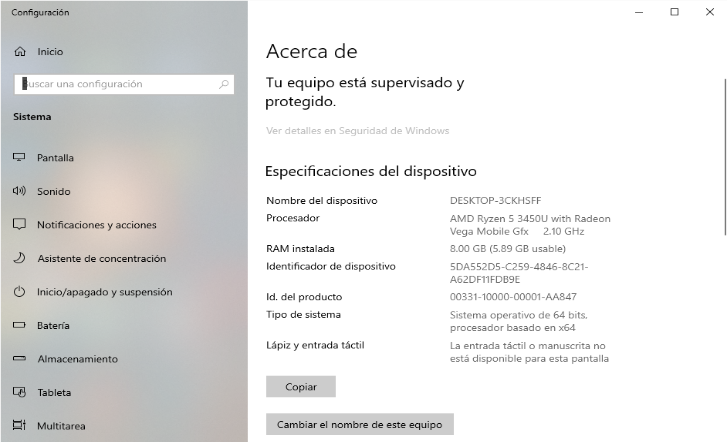 Configuración
Inicio
Buscar una configuración
Sistema
Pantalla
Sonido
Notificaciones y acciones
Asistente de concentración
Inicio/apagado y suspensión
Batería
Almacenamiento
Tableta
Multitarea
Acerca de
Tu equipo está supervisado y
protegido.
Ver detalles en Seguridad de Windows
Especificaciones del dispositivo
Nombre del dispositivo DESKTOP-3CKHSFF
Procesador AMD Ryzen 5 3450U with Radeon
Vega Mobile Gfx 2.10 GHz
RAM instalada 8.00 GB (5.89 GB usable)
Identificador de dispositivo 5DA552D5-C259-4846-8C21-
A62DF11FDB9E
Id. del producto 00331-10000-00001-AA847
Tipo de sistema Sistema operativo de 64 bits,
procesador basado en x64
Lápiz y entrada táctil La entrada táctil o manuscrita no
está disponible para esta pantalla
Copiar
Cambiar el nombre de este equipo